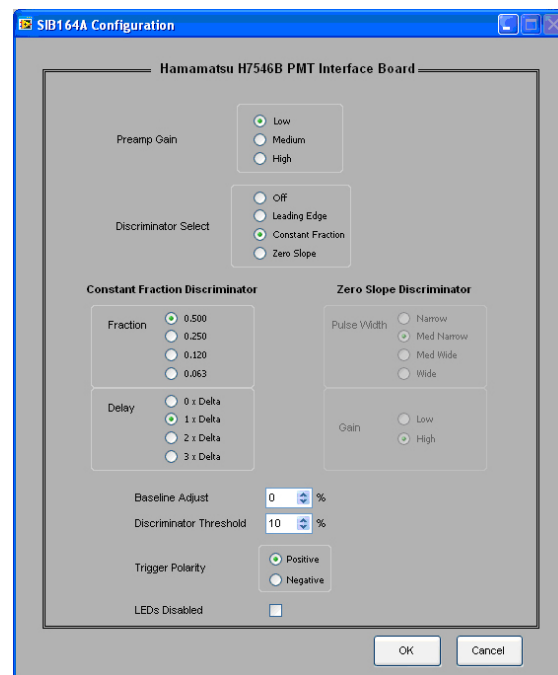 SIB164A Configuration
Hamamatsu H7546B PMT Interface Board
Preamp Gain
Low
Medium
High
Discriminator Select
Off
Leading Edge
Constant Fraction
Zero Slope
Constant Fraction Discriminator
Fraction
0.500
0.250
0.120
0.063
Delay
0 x Delta
1 x Delta
2 x Delta
3 x Delta
Zero Slope Discriminator
Pulse Width
Narrow
Med Narrow
Med Wide
Wide
Gain
Low
High
Baseline Adjust 0 %
Discriminator Threshold 10 %
Trigger Polarity
Positive
Negative
LEDs Disabled
OK Cancel